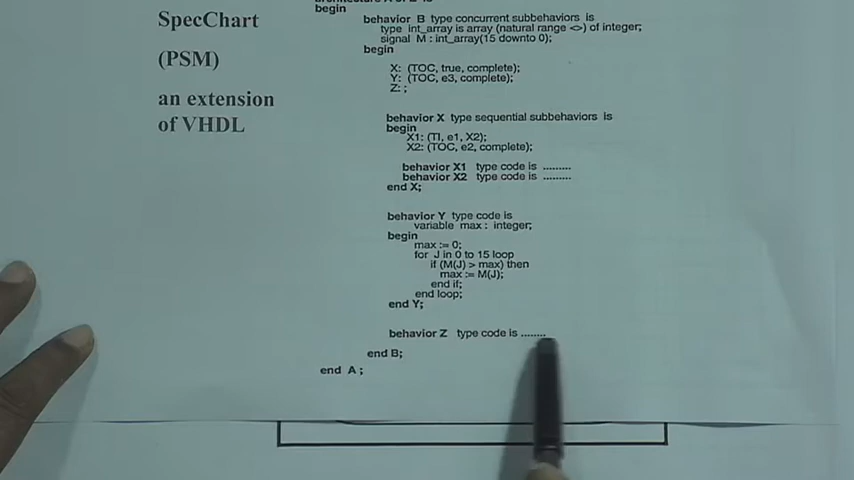 SpecChart
(PSM)
an extension
of VHDL
begin
behavior B type concurrent subbehaviors is
type int_array is array (natural range <>) of integer;
signal M : int_array(15 downto 0);
begin
X: (TOC, true, complete);
Y: (TOC, e3, complete);
Z: ;
behavior X type sequential subbehaviors is
begin
X1: (TI, e1, X2);
X2: (TOC, e2, complete);
behavior X1 type code is .........
behavior X2 type code is .........
end X;
behavior Y type code is
variable max : integer;
begin
max := 0;
for J in 0 to 15 loop
if (M(J) > max) then
max := M(J);
end if;
end loop;
end Y;
behavior Z type code is ........
end B;
end A ;